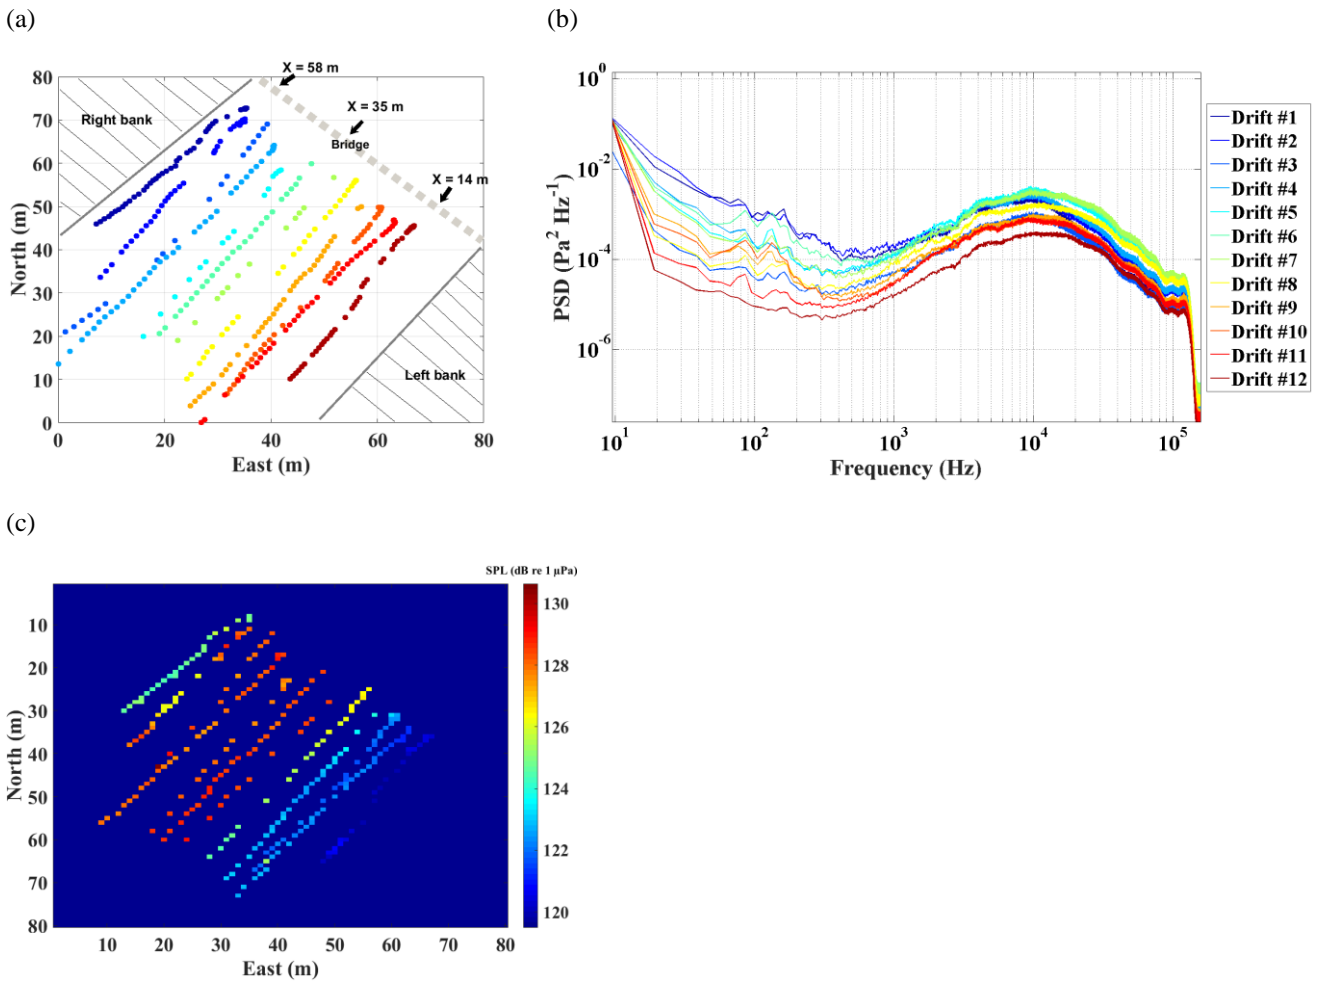 (a)
(b)
80
70
60
50
40
30
20
10
0
North (m)
0
20
40
60
80
East (m)
Right bank
Left bank
Bridge
X = 58 m
X = 35 m
X = 14 m
10^0
10^-2
10^-4
10^-6
PSD (Pa^2 Hz^-1)
10^1
10^2
10^3
10^4
10^5
Frequency (Hz)
Drift #1
Drift #2
Drift #3
Drift #4
Drift #5
Drift #6
Drift #7
Drift #8
Drift #9
Drift #10
Drift #11
Drift #12
(c)
SPL (dB re 1 µPa)
10
20
30
40
50
60
70
80
North (m)
10
20
30
40
50
60
70
80
East (m)
130
128
126
124
122
120